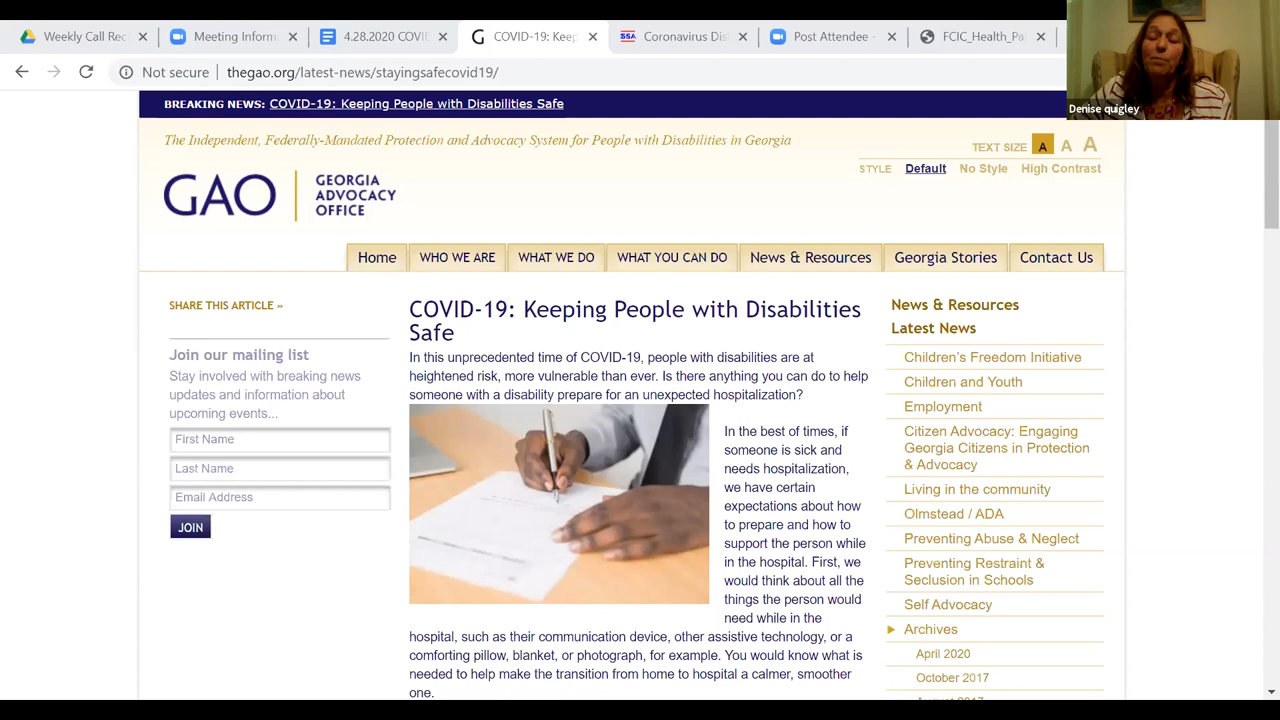 Weekly Call Rec
Meeting Inform
4.28.2020 COVI
COVID-19: Keep
SSA
Coronavirus Di
Post Attendee -
FCIC_Health_Pa
Not secure
thegao.org/latest-news/stayingsafecovid19/
Denise quigley
BREAKING NEWS: COVID-19: Keeping People with Disabilities Safe
The Independent, Federally-Mandated Protection and Advocacy System for People with Disabilities in Georgia
TEXT SIZE A A A
STYLE Default No Style High Contrast
GAO
GEORGIA
ADVOCACY
OFFICE
Home
WHO WE ARE
WHAT WE DO
WHAT YOU CAN DO
News & Resources
Georgia Stories
Contact Us
SHARE THIS ARTICLE »
Join our mailing list
Stay involved with breaking news
updates and information about
upcoming events...
First Name
Last Name
Email Address
JOIN
COVID-19: Keeping People with Disabilities
Safe
In this unprecedented time of COVID-19, people with disabilities are at
heightened risk, more vulnerable than ever. Is there anything you can do to help
someone with a disability prepare for an unexpected hospitalization?
In the best of times, if
someone is sick and
needs hospitalization,
we have certain
expectations about how
to prepare and how to
support the person while
in the hospital. First, we
would think about all the
things the person would
need while in the
hospital, such as their communication device, other assistive technology, or a
comforting pillow, blanket, or photograph, for example. You would know what is
needed to help make the transition from home to hospital a calmer, smoother
one.
News & Resources
Latest News
Children's Freedom Initiative
Children and Youth
Employment
Citizen Advocacy: Engaging
Georgia Citizens in Protection
& Advocacy
Living in the community
Olmstead / ADA
Preventing Abuse & Neglect
Preventing Restraint &
Seclusion in Schools
Self Advocacy
Archives
April 2020
October 2017